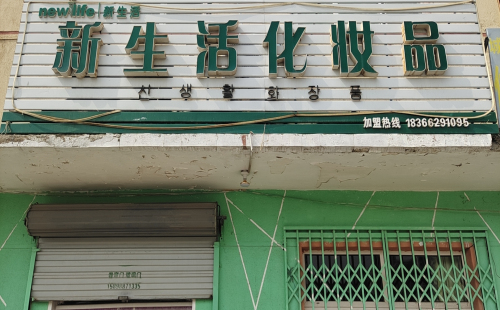 new life 新生活
新生活化妆品
신생활화장품
加盟热线 18366291095